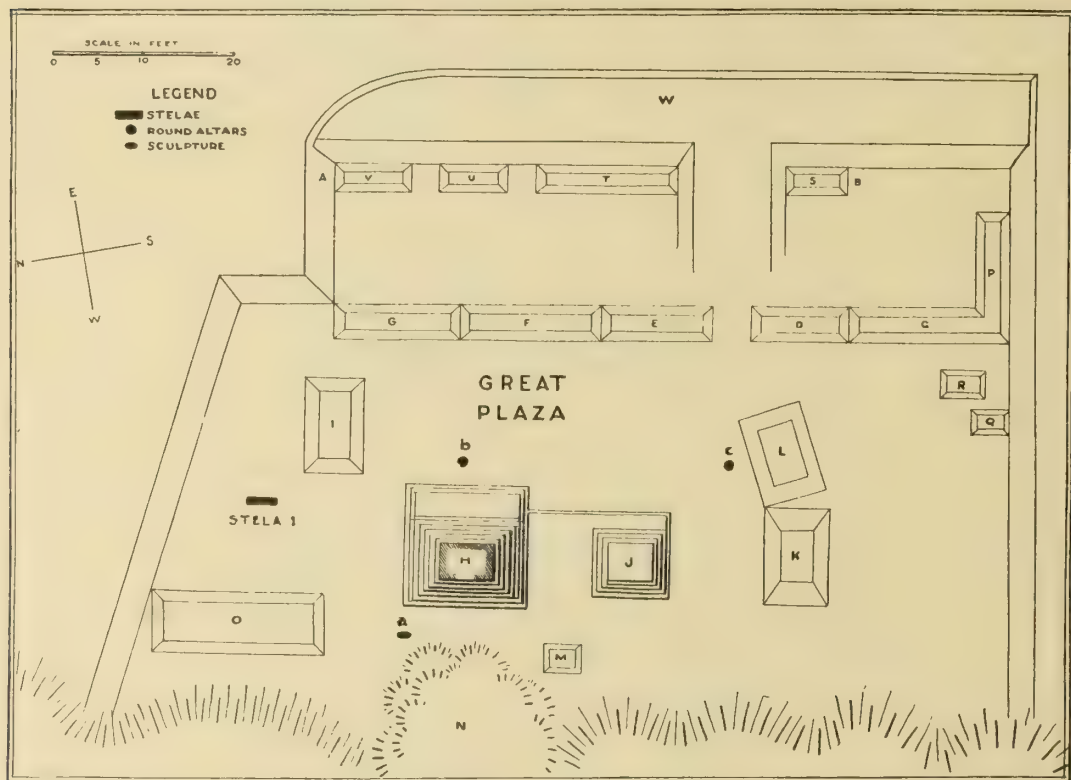 SCALE IN FEET
0 5 10 20
LEGEND
STELAE
ROUND ALTARS
SCULPTURE
E
N S
W
W
A V U T S B
P
G F E D C
GREAT
PLAZA
R
Q
I
b
c
L
STELA 1
H J K
O
a
M
N